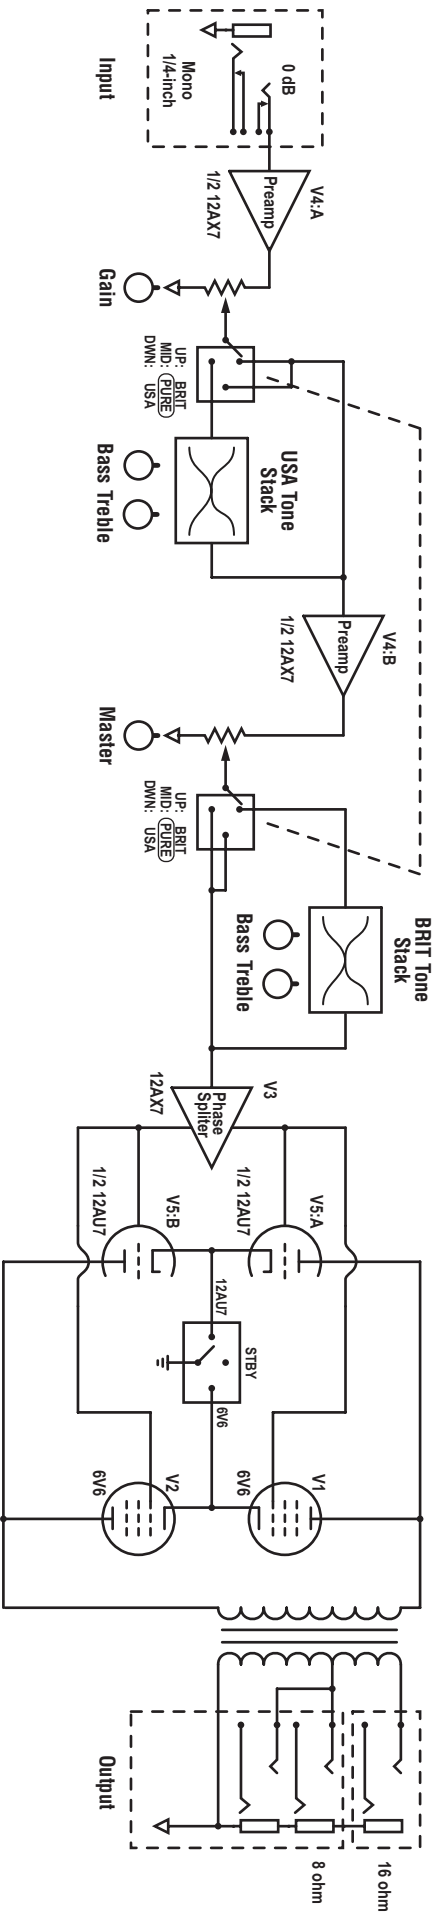 0 dB
Mono
1/4-inch
Input
V4:A
Preamp
1/2 12AX7
Gain
UP: BRIT
MID: PURE
DWN: USA
USA Tone
Stack
Bass Treble
V4:B
Preamp
1/2 12AX7
Master
UP: BRIT
MID: PURE
DWN: USA
BRIT Tone
Stack
Bass Treble
V3
Phase
Spliter
12AX7
V5:A
1/2 12AU7
V5:B
1/2 12AU7
12AU7
STBY
6V6
V1
6V6
V2
6V6
16 ohm
8 ohm
Output